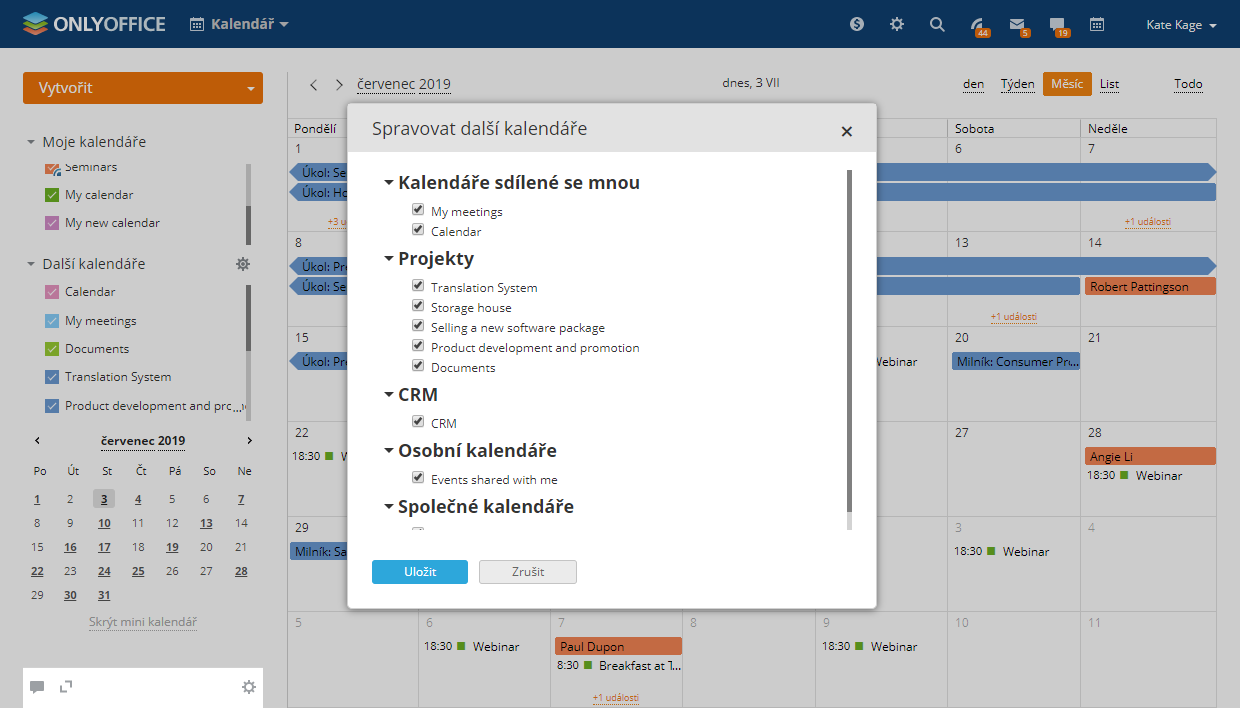 ONLYOFFICE Kalendář
44 5 19 Kate Kage
Vytvořit
červenec 2019 dnes, 3 VII den Týden Měsíc List Todo
Moje kalendáře
Seminars
My calendar
My new calendar
Další kalendáře
Calendar
My meetings
Documents
Translation System
Product development and prc...
červenec 2019
Po Út St Čt Pá So Ne
1 2 3 4 5 6 7
8 9 10 11 12 13 14
15 16 17 18 19 20 21
22 23 24 25 26 27 28
29 30 31
Skrýt mini kalendář
Spravovat další kalendáře
Kalendáře sdílené se mnou
My meetings
Calendar
Projekty
Translation System
Storage house
Selling a new software package
Product development and promotion
Documents
CRM
CRM
Osobní kalendáře
Events shared with me
Společné kalendáře
Uložit Zrušit
Pondělí Sobota Neděle
1 6 7
Úkol: Se
Úkol: Ho
+3 u +1 události
8 13 14
Úkol: Pr
Úkol: Se Robert Pattingson
+1 události
15 20 21
Úkol: Pr Webinar Milník: Consumer Pr...
22 27 28
18:30 Angie Li
18:30 Webinar
29 3 4
Milník: Sa 18:30 Webinar
5 6 7 8 9 10 11
18:30 Webinar Paul Dupon 18:30 Webinar
8:30 Breakfast at T...
+1 události